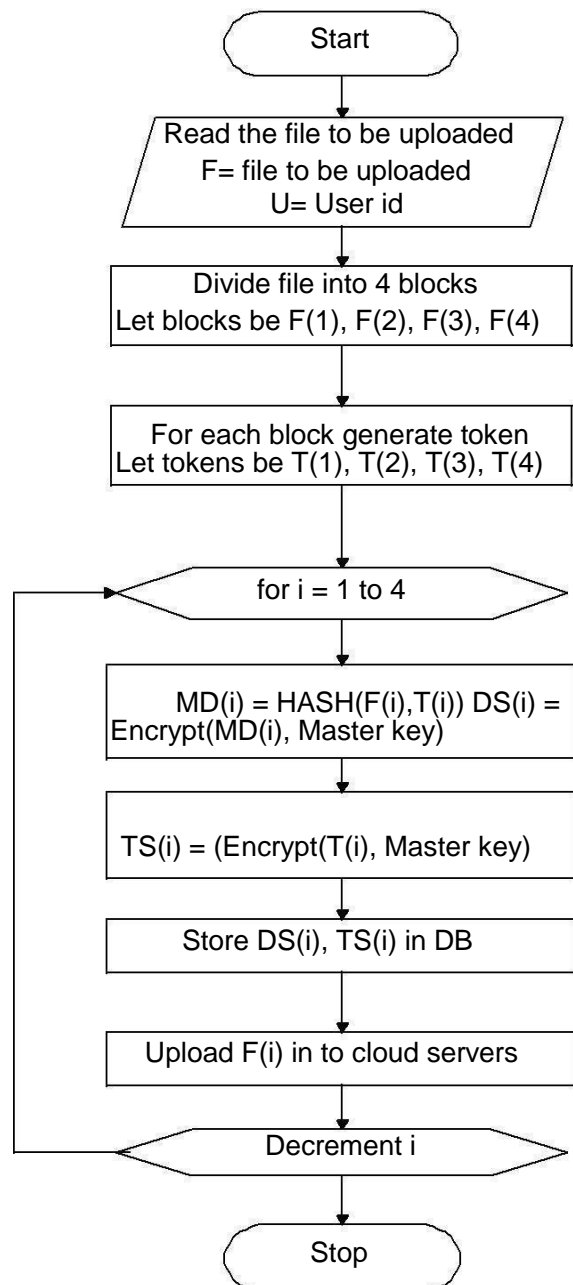 Start
Read the file to be uploaded
F= file to be uploaded
U= User id
Divide file into 4 blocks
Let blocks be F(1), F(2), F(3), F(4)
For each block generate token
Let tokens be T(1), T(2), T(3), T(4)
for i = 1 to 4
MD(i) = HASH(F(i),T(i)) DS(i) =
Encrypt(MD(i), Master key)
TS(i) = (Encrypt(T(i), Master key)
Store DS(i), TS(i) in DB
Upload F(i) in to cloud servers
Decrement i
Stop